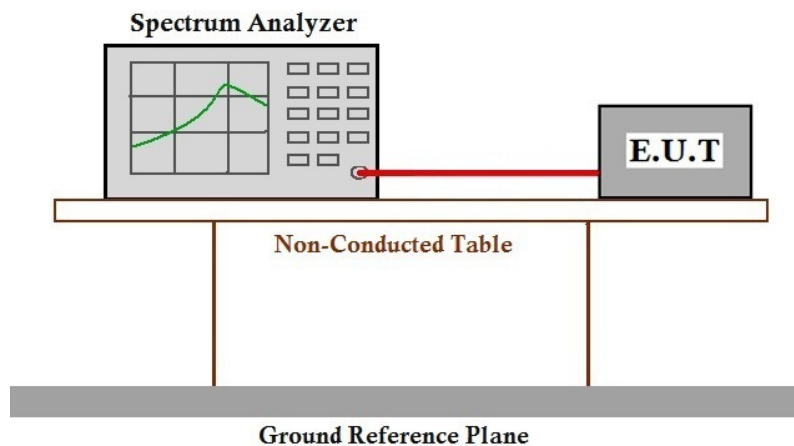 Spectrum Analyzer
E.U.T
Non-Conducted Table
Ground Reference Plane